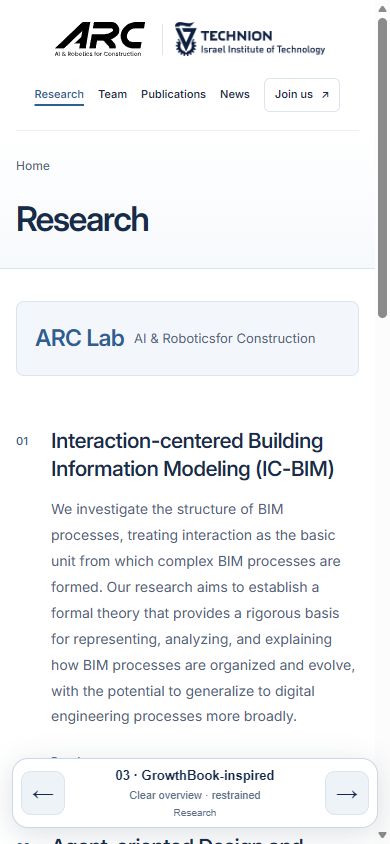 ARC
AI & Robotics for Construction
TECHNION
Israel Institute of Technology
Research Team Publications News Join us ↗
Home
Research
ARC Lab AI & Roboticsfor Construction
01 Interaction-centered Building
Information Modeling (IC-BIM)
We investigate the structure of BIM
processes, treating interaction as the basic
unit from which complex BIM processes are
formed. Our research aims to establish a
formal theory that provides a rigorous basis
for representing, analyzing, and explaining
how BIM processes are organized and evolve,
with the potential to generalize to digital
engineering processes more broadly.
← 03 · GrowthBook-inspired →
Clear overview · restrained
Research
Agent-oriented Design and